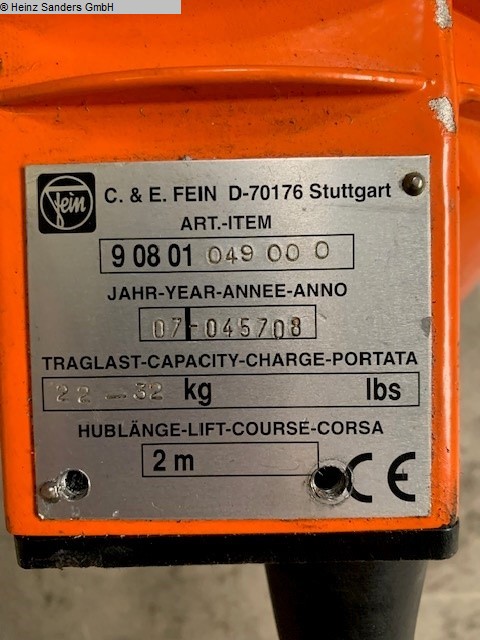 © Heinz Sanders GmbH
Fein
C. & E. FEIN D-70176 Stuttgart
ART.-ITEM
9 08 01 049 00 0
JAHR-YEAR-ANNEE-ANNO
07-045708
TRAGLAST-CAPACITY-CHARGE-PORTATA
22-32 kg lbs
HUBLÄNGE-LIFT-COURSE-CORSA
2 m
CE